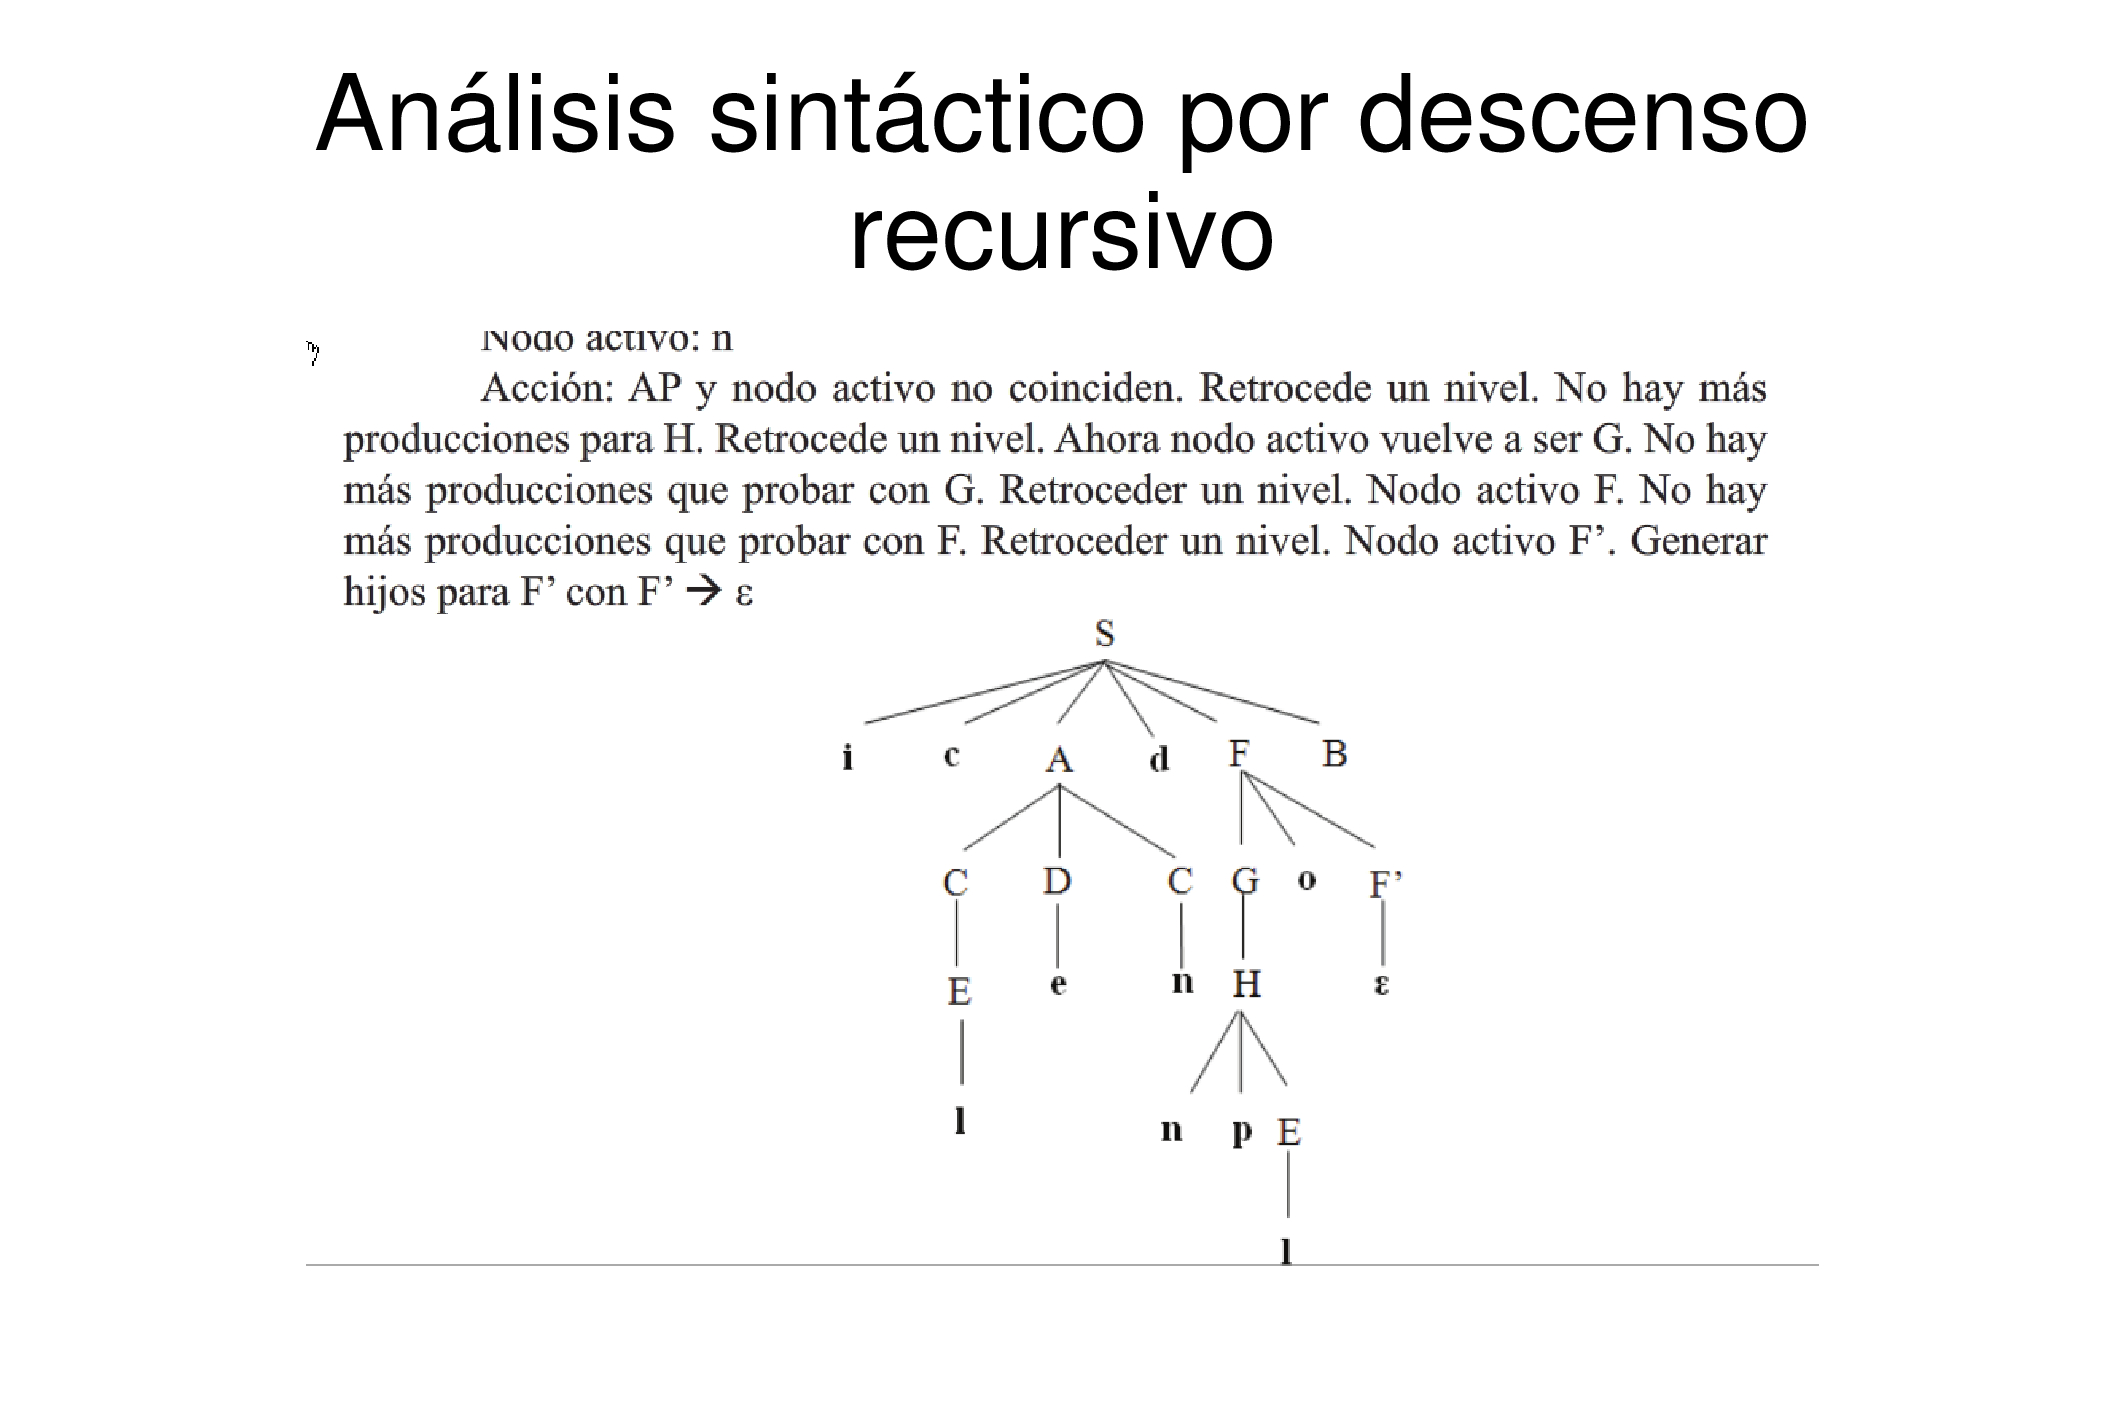 Análisis sintáctico por descenso
recursivo
Nodo activo: n
Acción: AP y nodo activo no coinciden. Retrocede un nivel. No hay más
producciones para H. Retrocede un nivel. Ahora nodo activo vuelve a ser G. No hay
más producciones que probar con G. Retroceder un nivel. Nodo activo F. No hay
más producciones que probar con F. Retroceder un nivel. Nodo activo F’. Generar
hijos para F’ con F’ → ε
S
i c A d F B
C D C G o F’
E e n H ε
l n p E
l